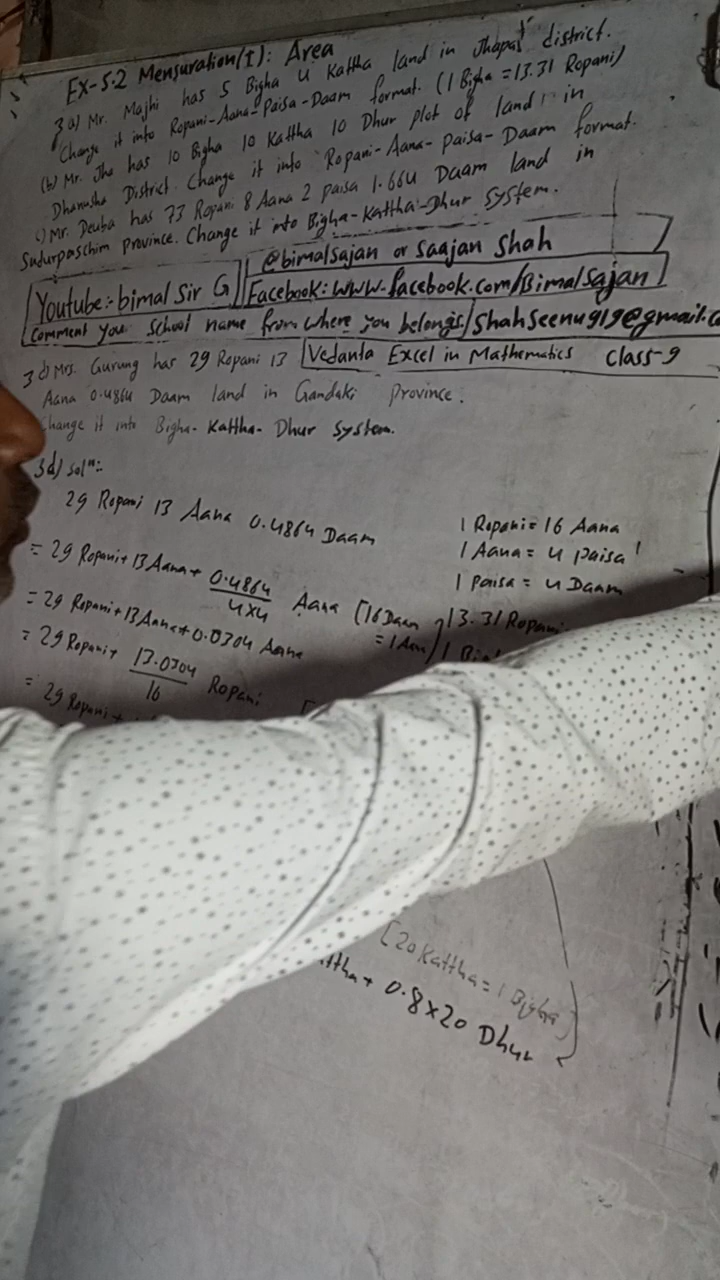 Ex-5.2 Mensuration(I): Area
3 a) Mr. Majhi has 5 Bigha 4 Kattha land in Jhapa district.
Change it into Ropani-Aana-Paisa-Daam format. (1 Bigha = 13.31 Ropani)
(b) Mr. Jha has 10 Bigha 10 Kattha 10 Dhur plot of land in
Dhanusha District. Change it into Ropani-Aana-Paisa-Daam format.
c) Mr. Deuba has 73 Ropani 8 Aana 2 paisa 1.664 Daam land in
Sudurpaschim Province. Change it into Bigha-Kattha-Dhur System.
@bimalsajan or Saajan Shah
Youtube:- bimal Sir G
Facebook: www.facebook.com/Bimalsajan
Comment your School name from where you belongs/shahseenu919@gmail.c
Vedanta Excel in Mathematics Class-9
3 d) Mrs. Gurung has 29 Ropani 13
Aana 0.4864 Daam land in Gandaki Province.
Change it into Bigha-Kattha-Dhur System.
3d) solⁿ:-
29 Ropani 13 Aana 0.4864 Daam
1 Ropani = 16 Aana
1 Aana = 4 paisa
1 paisa = 4 Daam
= 29 Ropani + 13 Aana + 0.4864/4×4 Aana [16 Daam = 1 Aana]
13.31 Ropani
= 29 Ropani + 13 Aana + 0.0304 Aana
= 29 Ropani + 13.0304/16 Ropani
= 29 Ropani +
[20 Kattha = 1 Bigha]
ttha + 0.8×20 Dhur